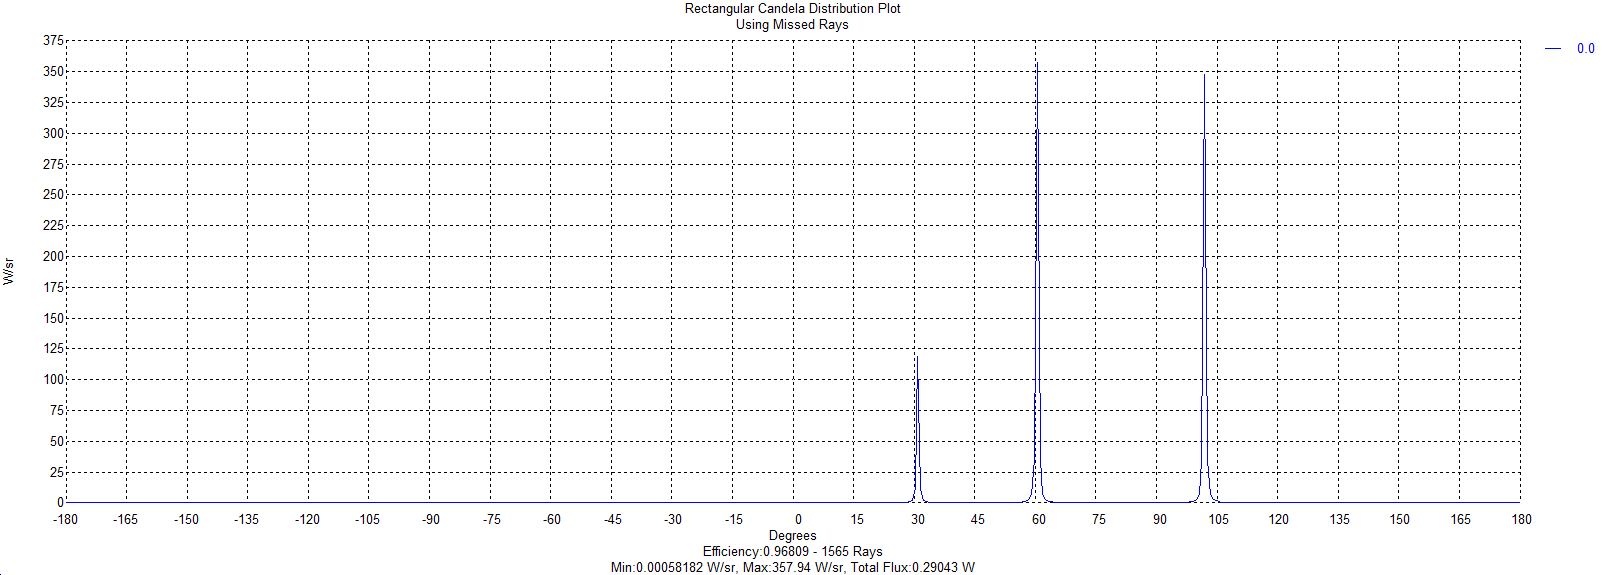 Rectangular Candela Distribution Plot
Using Missed Rays
375
350
325
300
275
250
225
200
175
150
125
100
75
50
25
0
W/sr
-180 -165 -150 -135 -120 -105 -90 -75 -60 -45 -30 -15 0 15 30 45 60 75 90 105 120 135 150 165 180
Degrees
Efficiency:0.96809 - 1565 Rays
Min:0.00058182 W/sr, Max:357.94 W/sr, Total Flux:0.29043 W
0.0